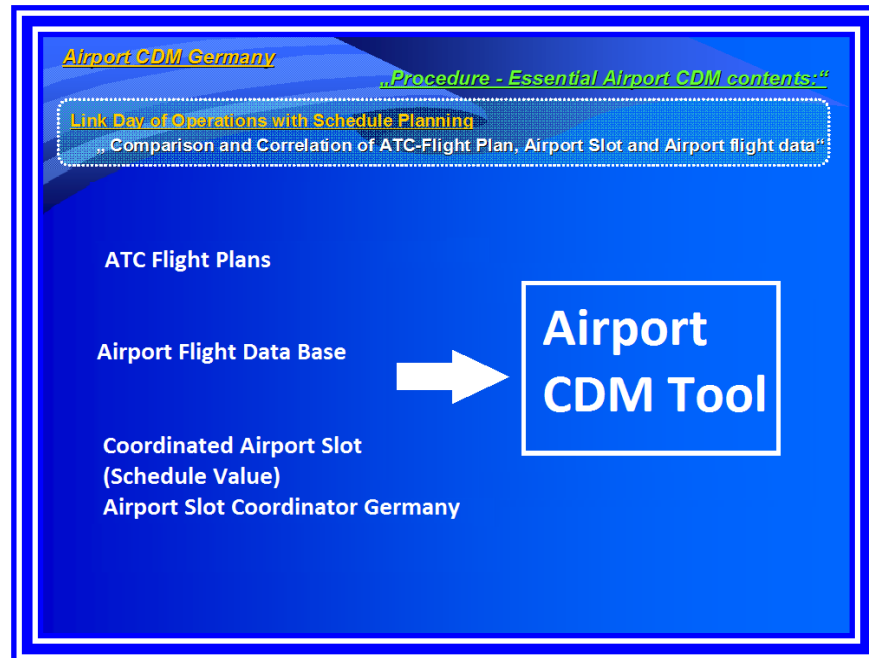 Airport CDM Germany
„Procedure - Essential Airport CDM contents:“
Link Day of Operations with Schedule Planning
„ Comparison and Correlation of ATC-Flight Plan, Airport Slot and Airport flight data“
ATC Flight Plans
Airport Flight Data Base
Airport
CDM Tool
Coordinated Airport Slot
(Schedule Value)
Airport Slot Coordinator Germany